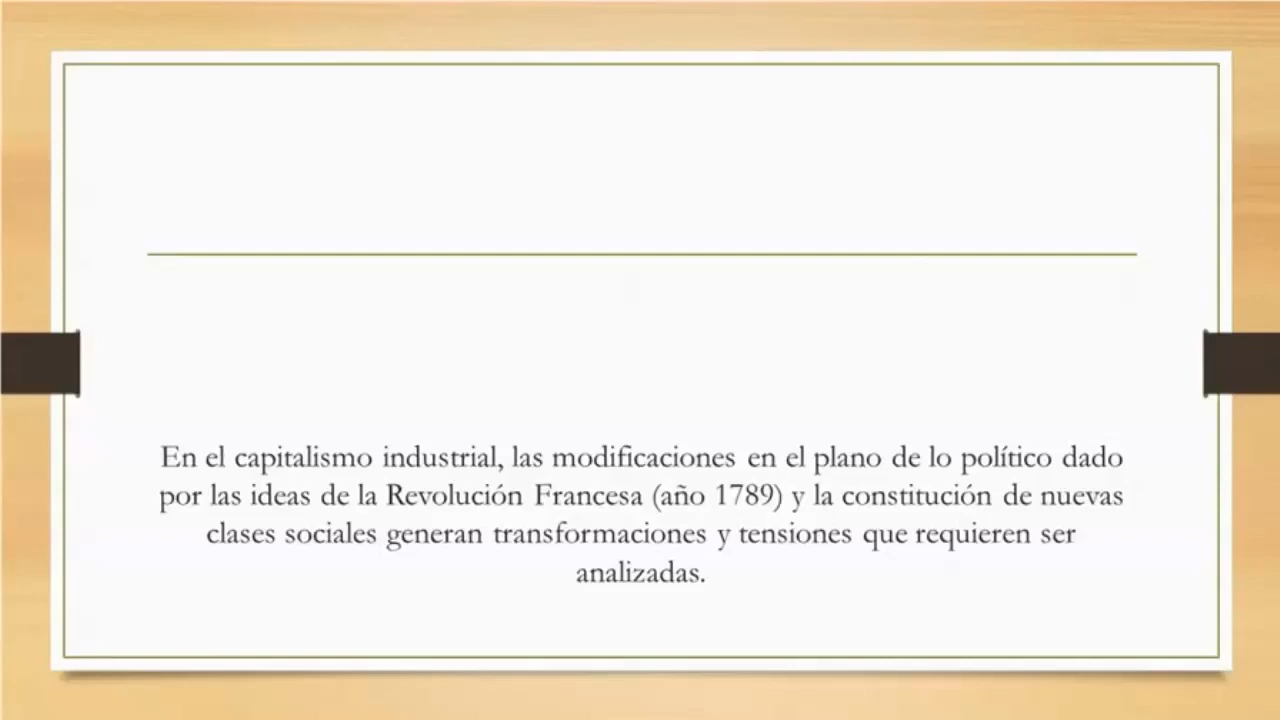 En el capitalismo industrial, las modificaciones en el plano de lo político dado
por las ideas de la Revolución Francesa (año 1789) y la constitución de nuevas
clases sociales generan transformaciones y tensiones que requieren ser
analizadas.